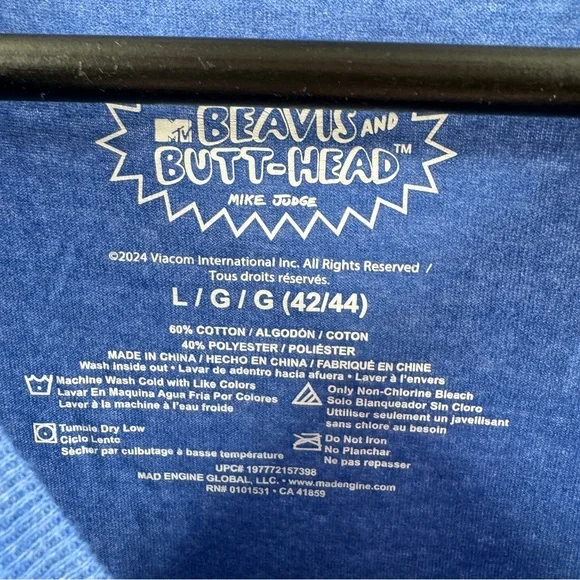 MTV BEAVIS AND
BUTT-HEAD™
MIKE JUDGE
©2024 Viacom International Inc. All Rights Reserved /
Tous droits réservés.
L / G / G (42/44)
60% COTTON / ALGODÓN / COTON
40% POLYESTER / POLIÉSTER
MADE IN CHINA / HECHO EN CHINA / FABRIQUÉ EN CHINE
Wash inside out • Lavar de adentro hacia afuera • Laver à l'envers
Machine Wash Cold with Like Colors
Lavar En Maquina Agua Fria Por Colores
Laver à la machine à l'eau froide
Only Non-Chlorine Bleach
Solo Blanqueador Sin Cloro
Uttiliser seulement un javellisant
sans chlore au besoin
Tumble Dry Low
Ciclo Lento
Sècher par culbutage à basse température
Do Not Iron
No Planchar
Ne pas repasser
UPC# 197772157398
MAD ENGINE GLOBAL, LLC. • www.madengine.com
RN# 0101531 • CA 41859